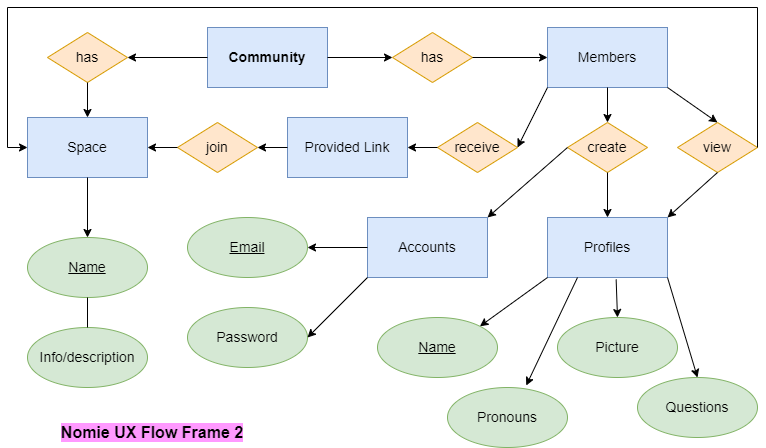 has
Community
has
Members
Space
join
Provided Link
receive
create
view
Email
Accounts
Profiles
Name
Password
Name
Picture
Info/description
Pronouns
Questions
Nomie UX Flow Frame 2